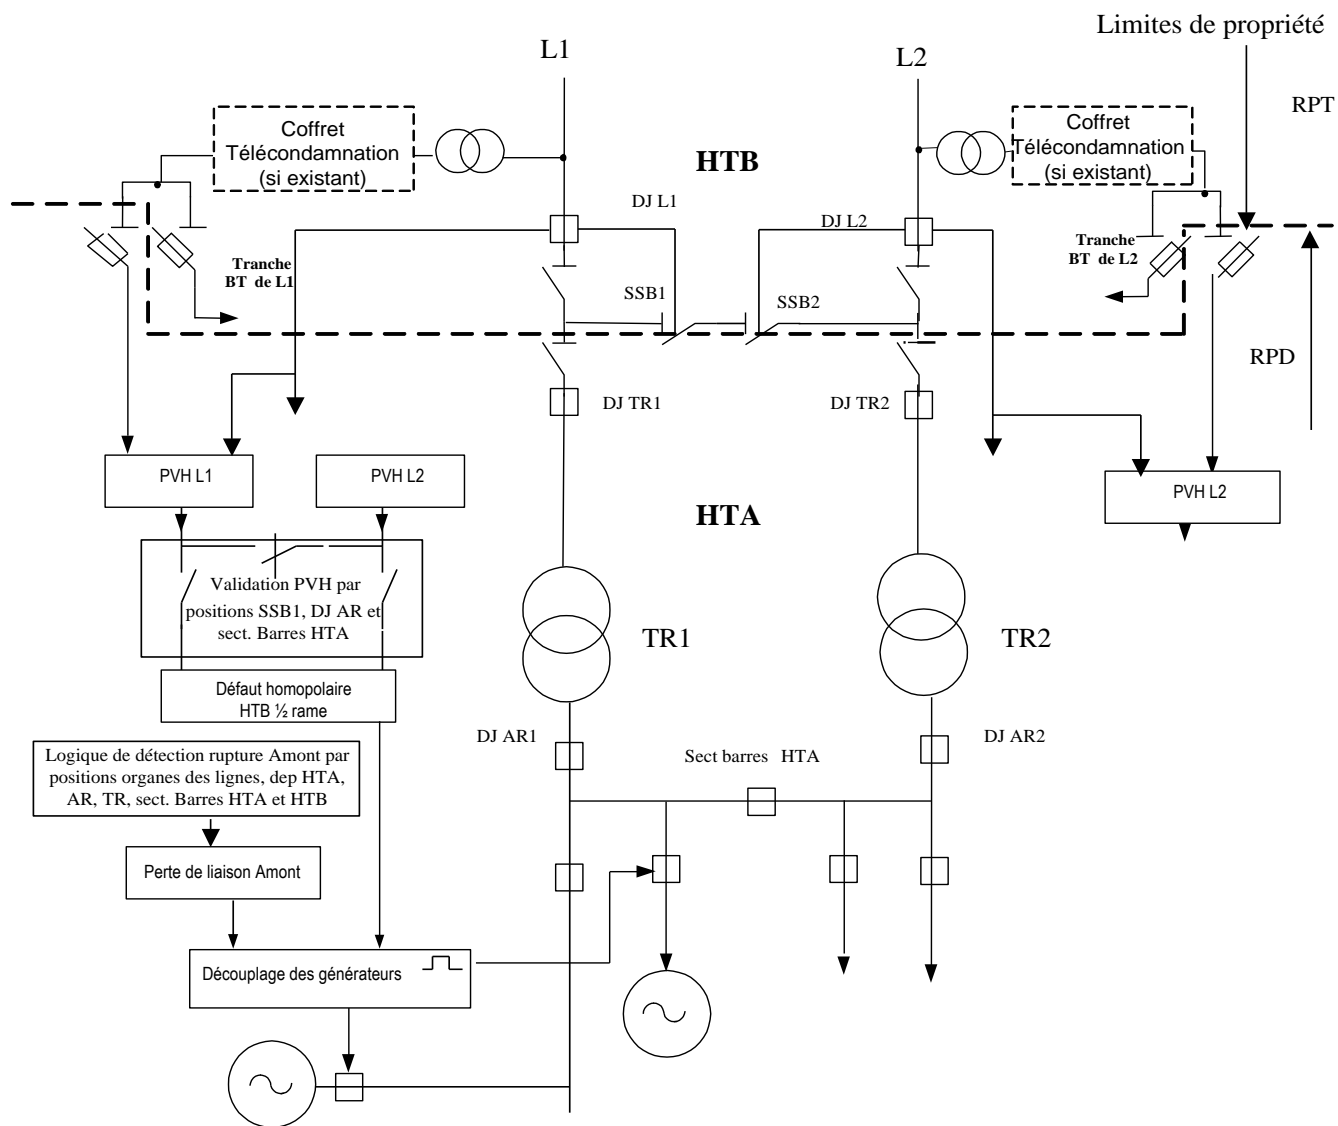 Limites de propriété
L1
L2
RPT
Coffret
Télécondamnation
(si existant)
Coffret
Télécondamnation
(si existant)
HTB
DJ L1
DJ L2
Tranche
BT de L1
Tranche
BT de L2
SSB1
SSB2
RPD
DJ TR1
DJ TR2
PVH L1
PVH L2
PVH L2
HTA
Validation PVH par
positions SSB1, DJ AR et
sect. Barres HTA
TR1
TR2
Défaut homopolaire
HTB ½ rame
DJ AR1
DJ AR2
Sect barres HTA
Logique de détection rupture Amont par
positions organes des lignes, dep HTA,
AR, TR, sect. Barres HTA et HTB
Perte de liaison Amont
Découplage des générateurs